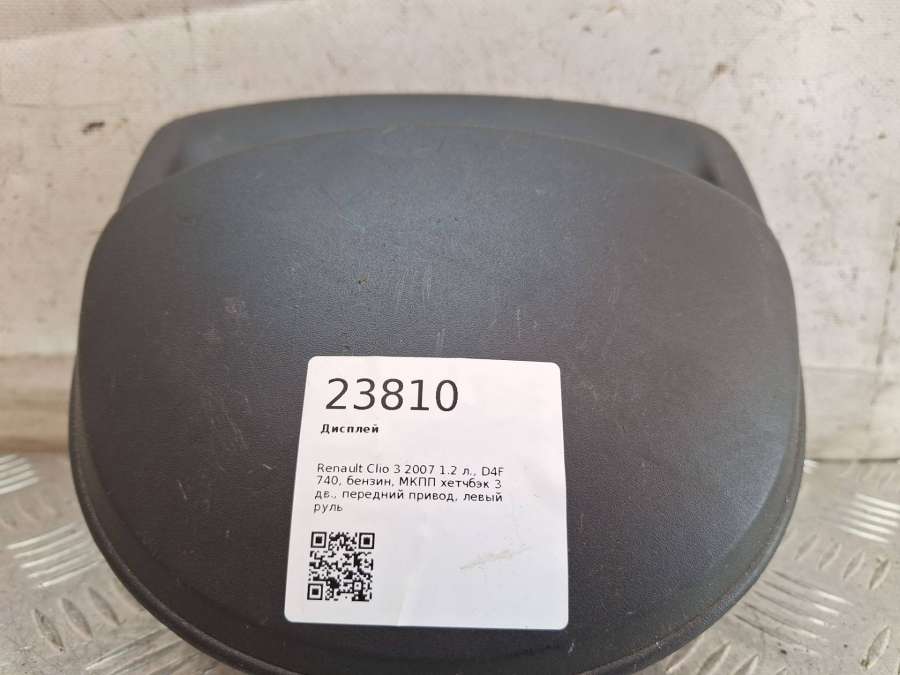 23810
Дисплей
Renault Clio 3 2007 1.2 л., D4F
740, бензин, МКПП хетчбэк 3
дв., передний привод, левый
руль